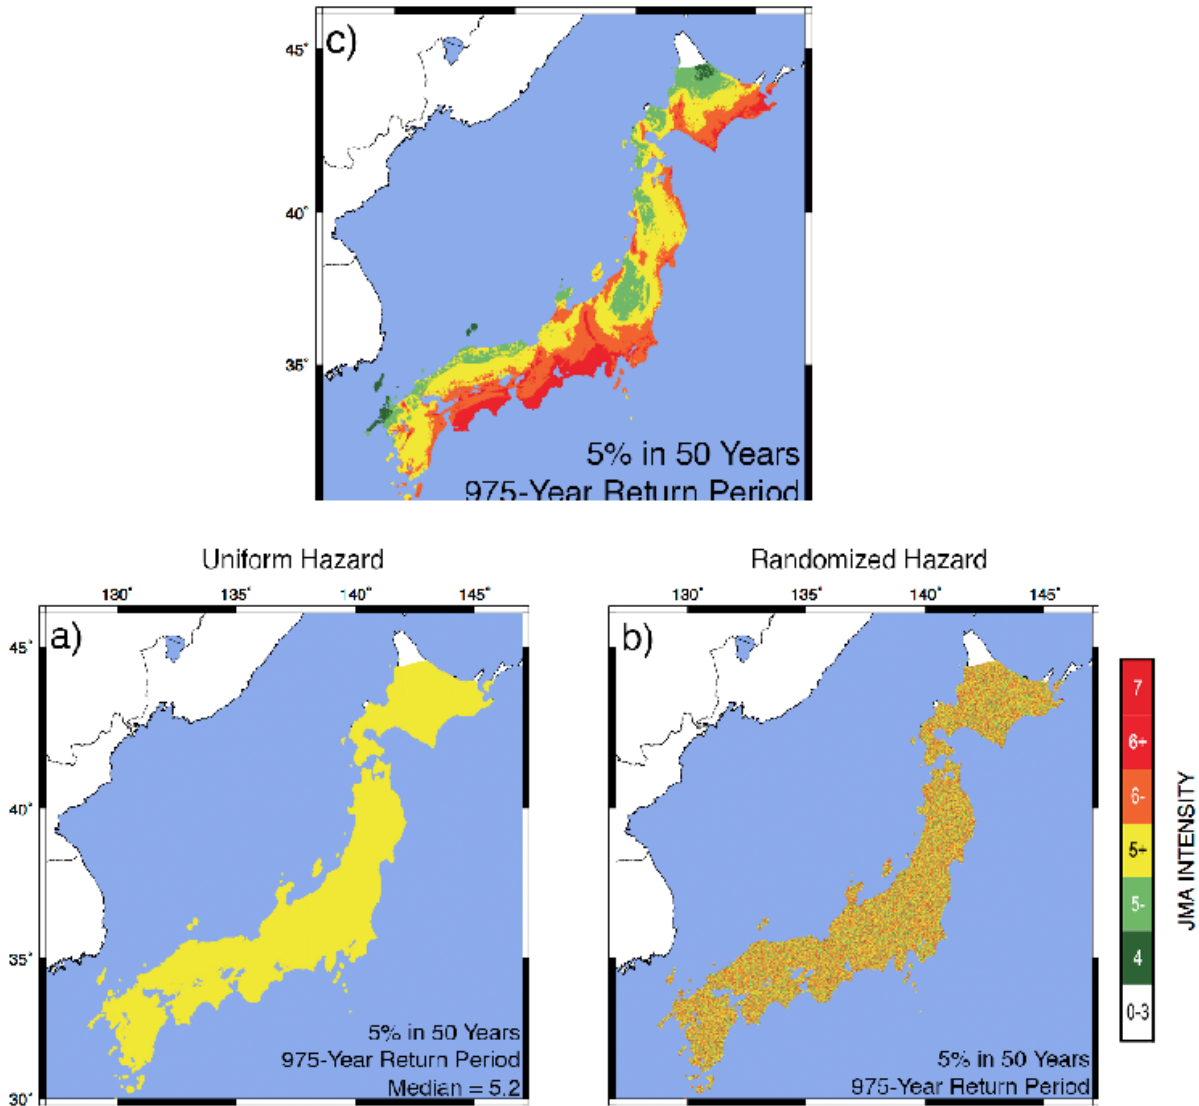 c)
45°
40°
35°
5% in 50 Years
975-Year Return Period
Uniform Hazard
Randomized Hazard
130° 135° 140° 145°
130° 135° 140° 145°
a)
b)
45°
40°
35°
30°
5% in 50 Years
975-Year Return Period
Median = 5.2
5% in 50 Years
975-Year Return Period
7
6+
6-
5+
5-
4
0-3
JMA INTENSITY